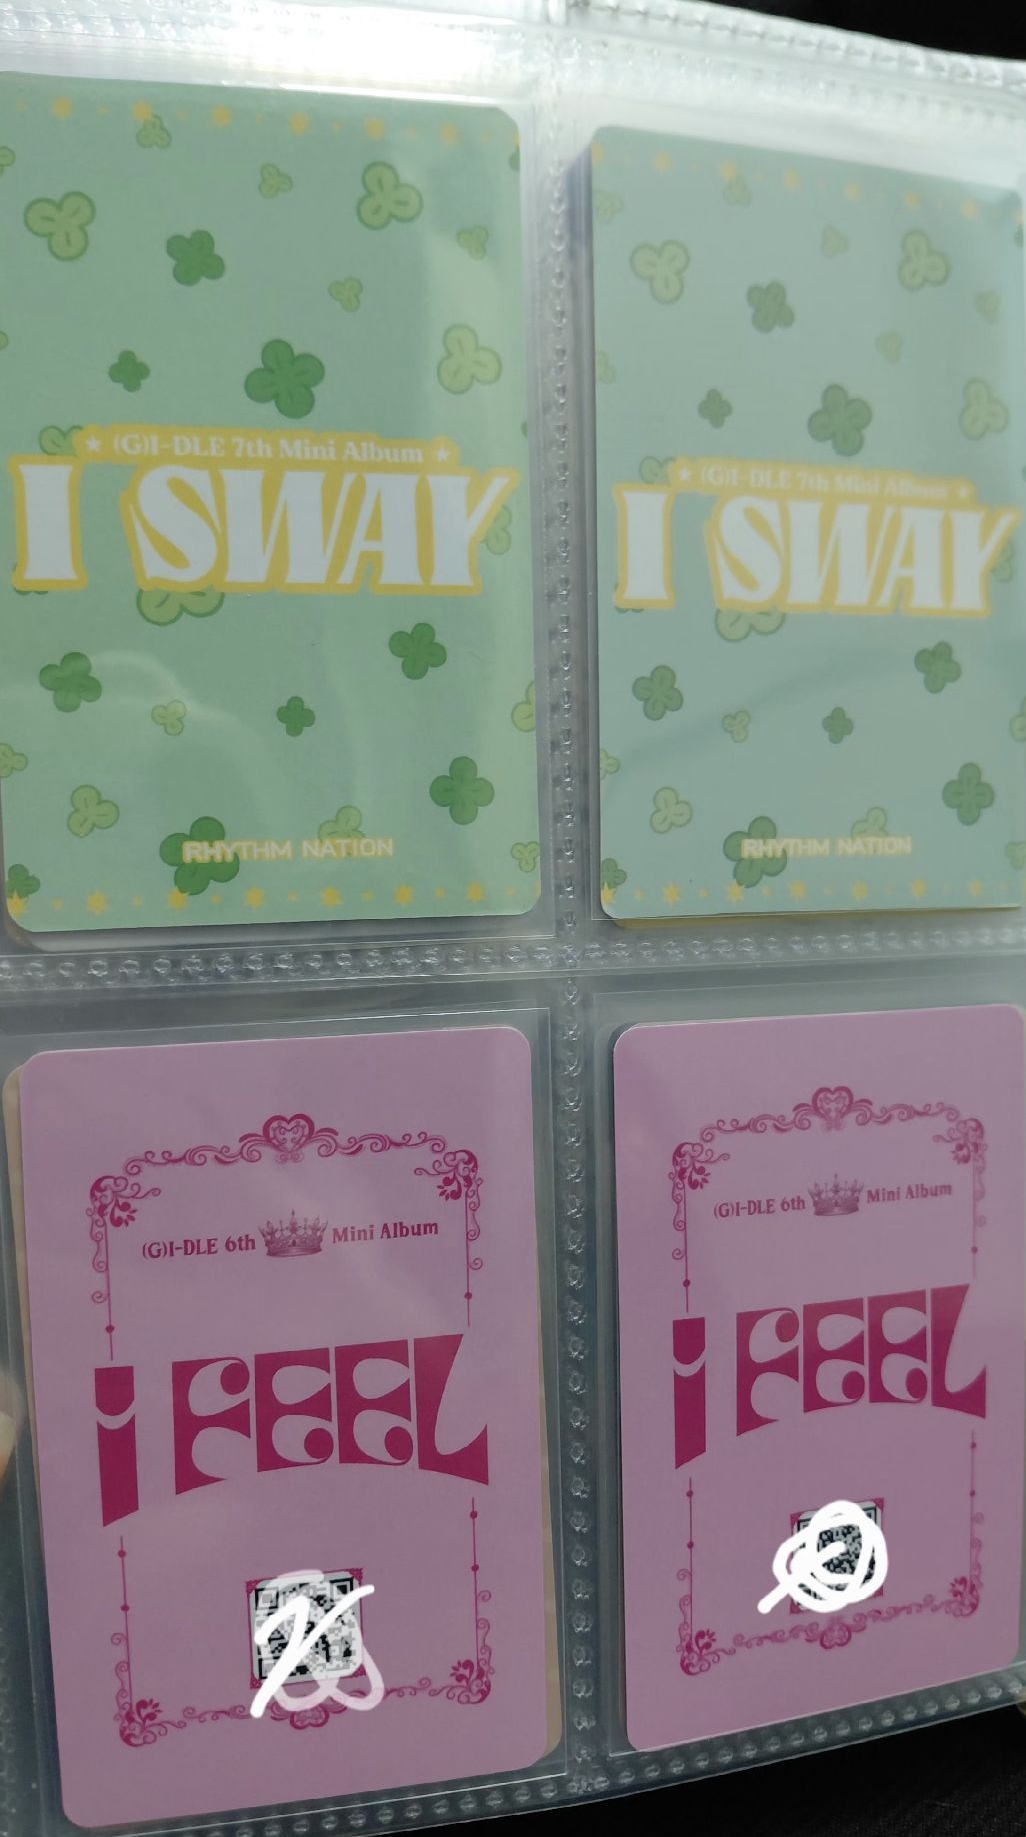 ★ (G)I-DLE 7th Mini Album ★
I SWAY
RHYTHM NATION
★ (G)I-DLE 7th Mini Album ★
I SWAY
RHYTHM NATION
(G)I-DLE 6th Mini Album
i FEEL
(G)I-DLE 6th Mini Album
i FEEL